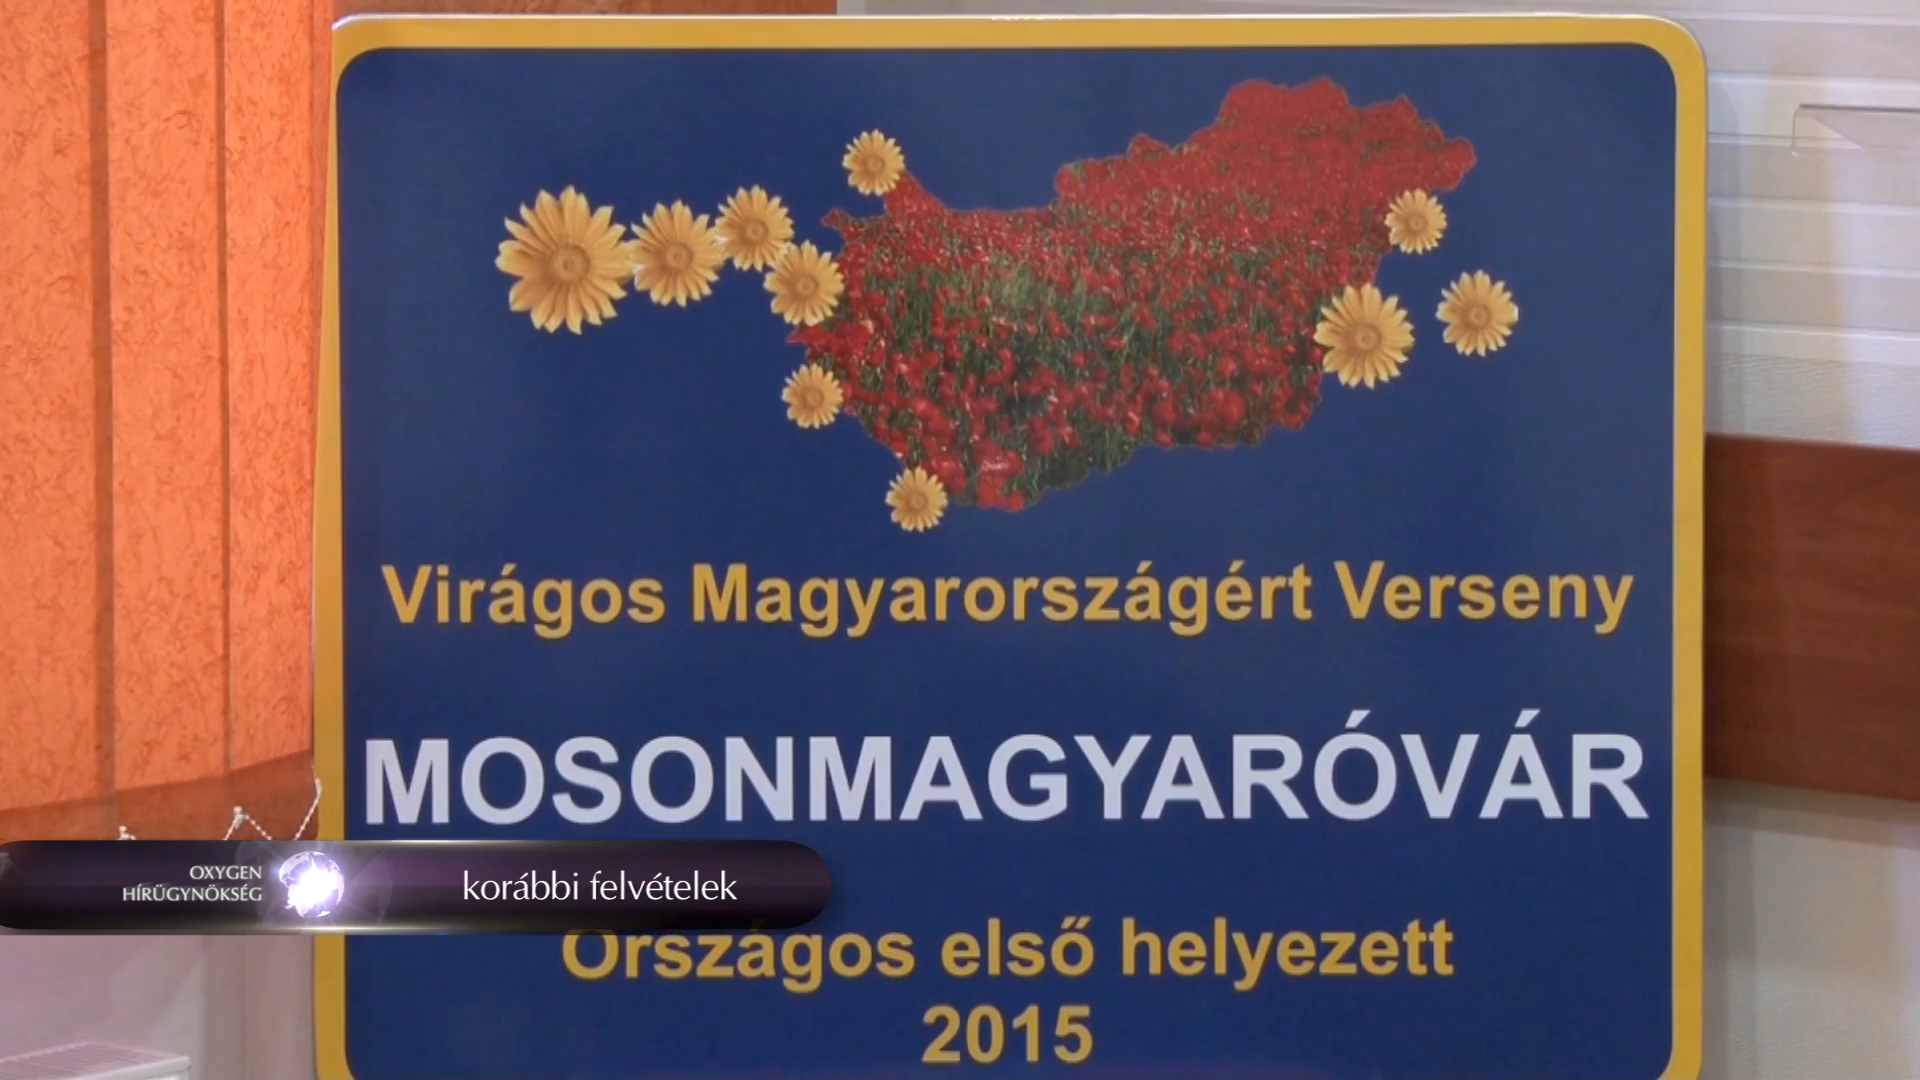 Virágos Magyarországért Verseny
MOSONMAGYARÓVÁR
OXYGEN
HÍRÜGYNÖKSÉG
korábbi felvételek
Országos első helyezett
2015